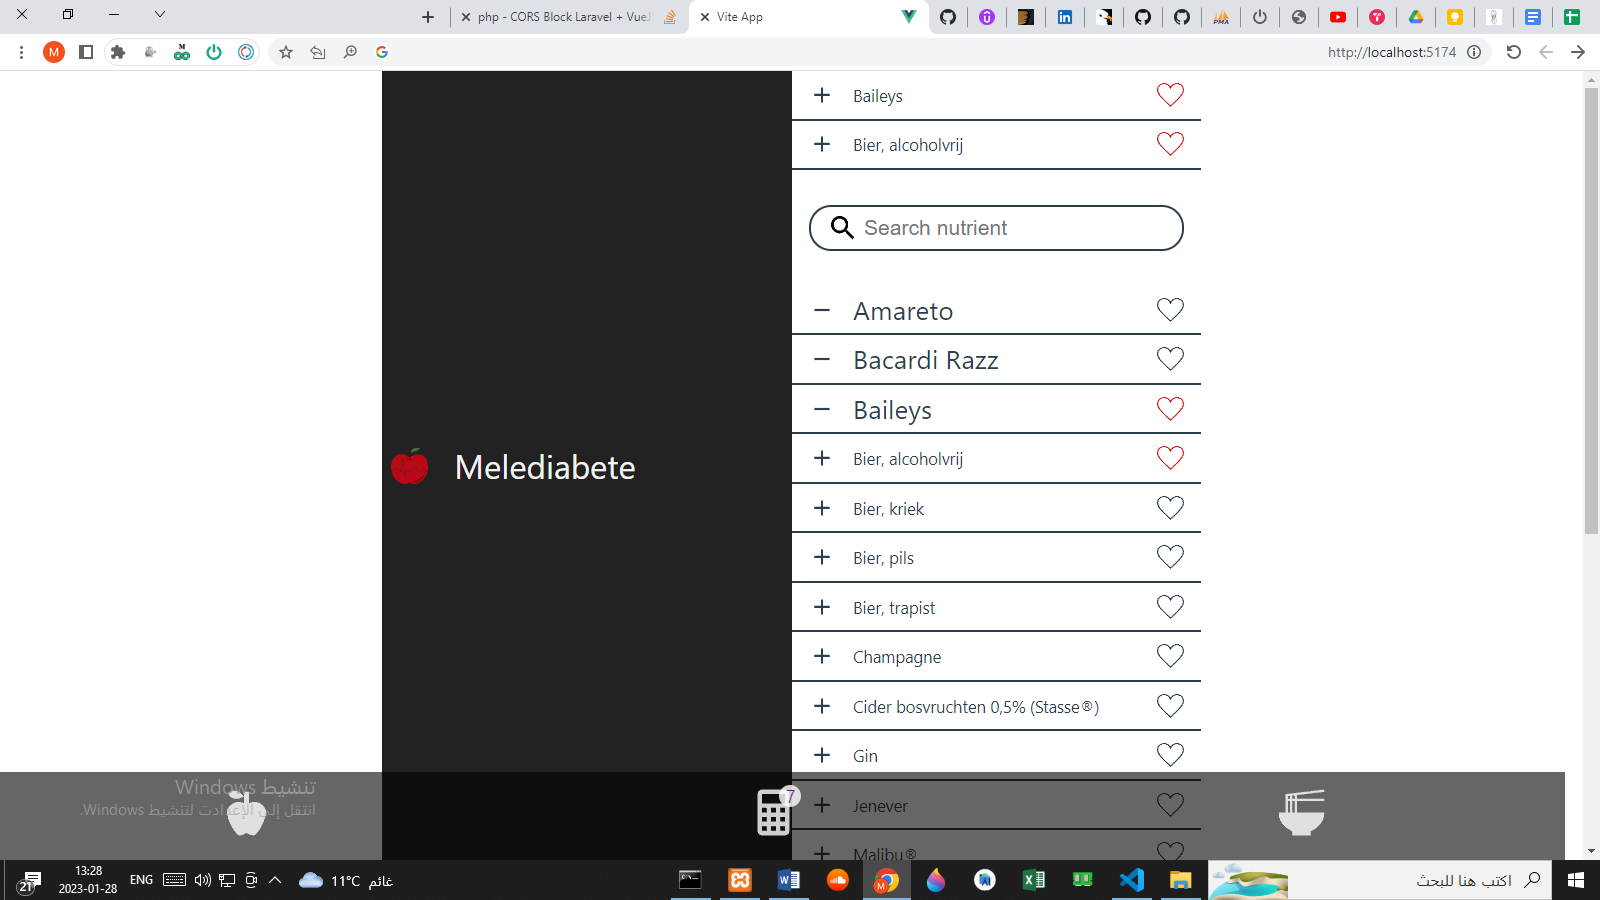 php - CORS Block Laravel + VueJ
Vite App
M
http://localhost:5174
Baileys
Bier, alcoholvrij
Search nutrient
Amareto
Bacardi Razz
Baileys
Melediabete
Bier, alcoholvrij
Bier, kriek
Bier, pils
Bier, trapist
Champagne
Cider bosvruchten 0,5% (Stasse®)
Gin
تنشيط Windows
انتقل إلى الإعدادت لتنشيط Windows.
7
Jenever
Malibu®
21
13:28
2023-01-28
ENG
11°C غائم
اكتب هنا للبحث